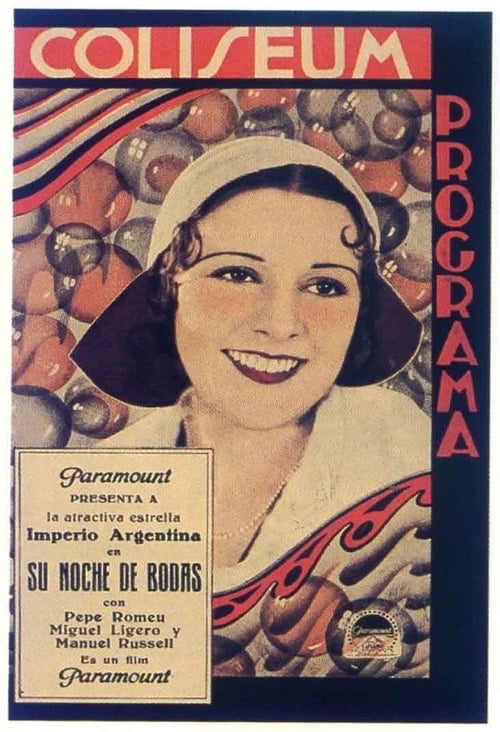 COLISEUM
PROGRAMA
Paramount
PRESENTA A
la atractiva estrella
Imperio Argentina
en
SU NOCHE DE BODAS
con
Pepe Romeu
Miguel Ligero y
Manuel Russell
Es un film
Paramount
Paramount